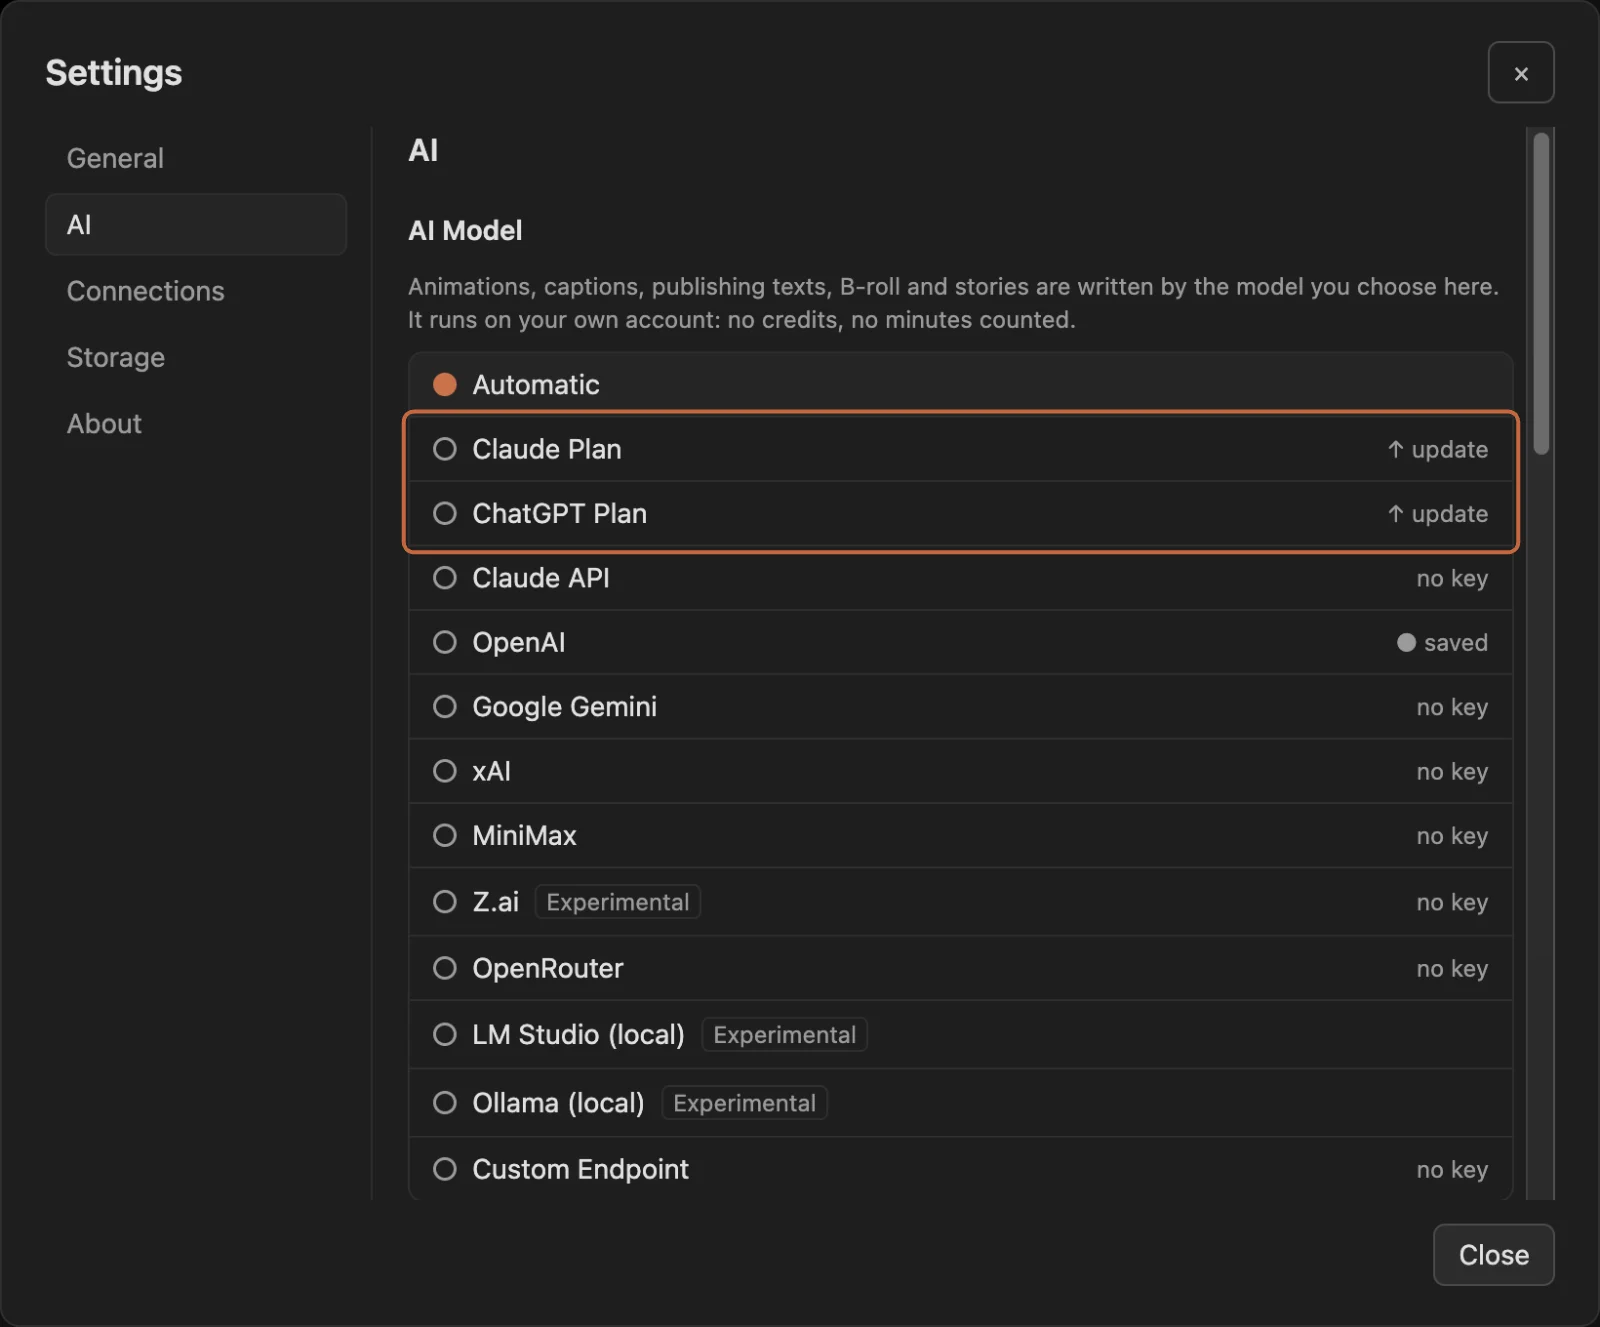 Settings
×
General
AI
Connections
Storage
About
AI
AI Model
Animations, captions, publishing texts, B-roll and stories are written by the model you choose here.
It runs on your own account: no credits, no minutes counted.
Automatic
Claude Plan ↑ update
ChatGPT Plan ↑ update
Claude API no key
OpenAI saved
Google Gemini no key
xAI no key
MiniMax no key
Z.ai Experimental no key
OpenRouter no key
LM Studio (local) Experimental
Ollama (local) Experimental
Custom Endpoint no key
Close